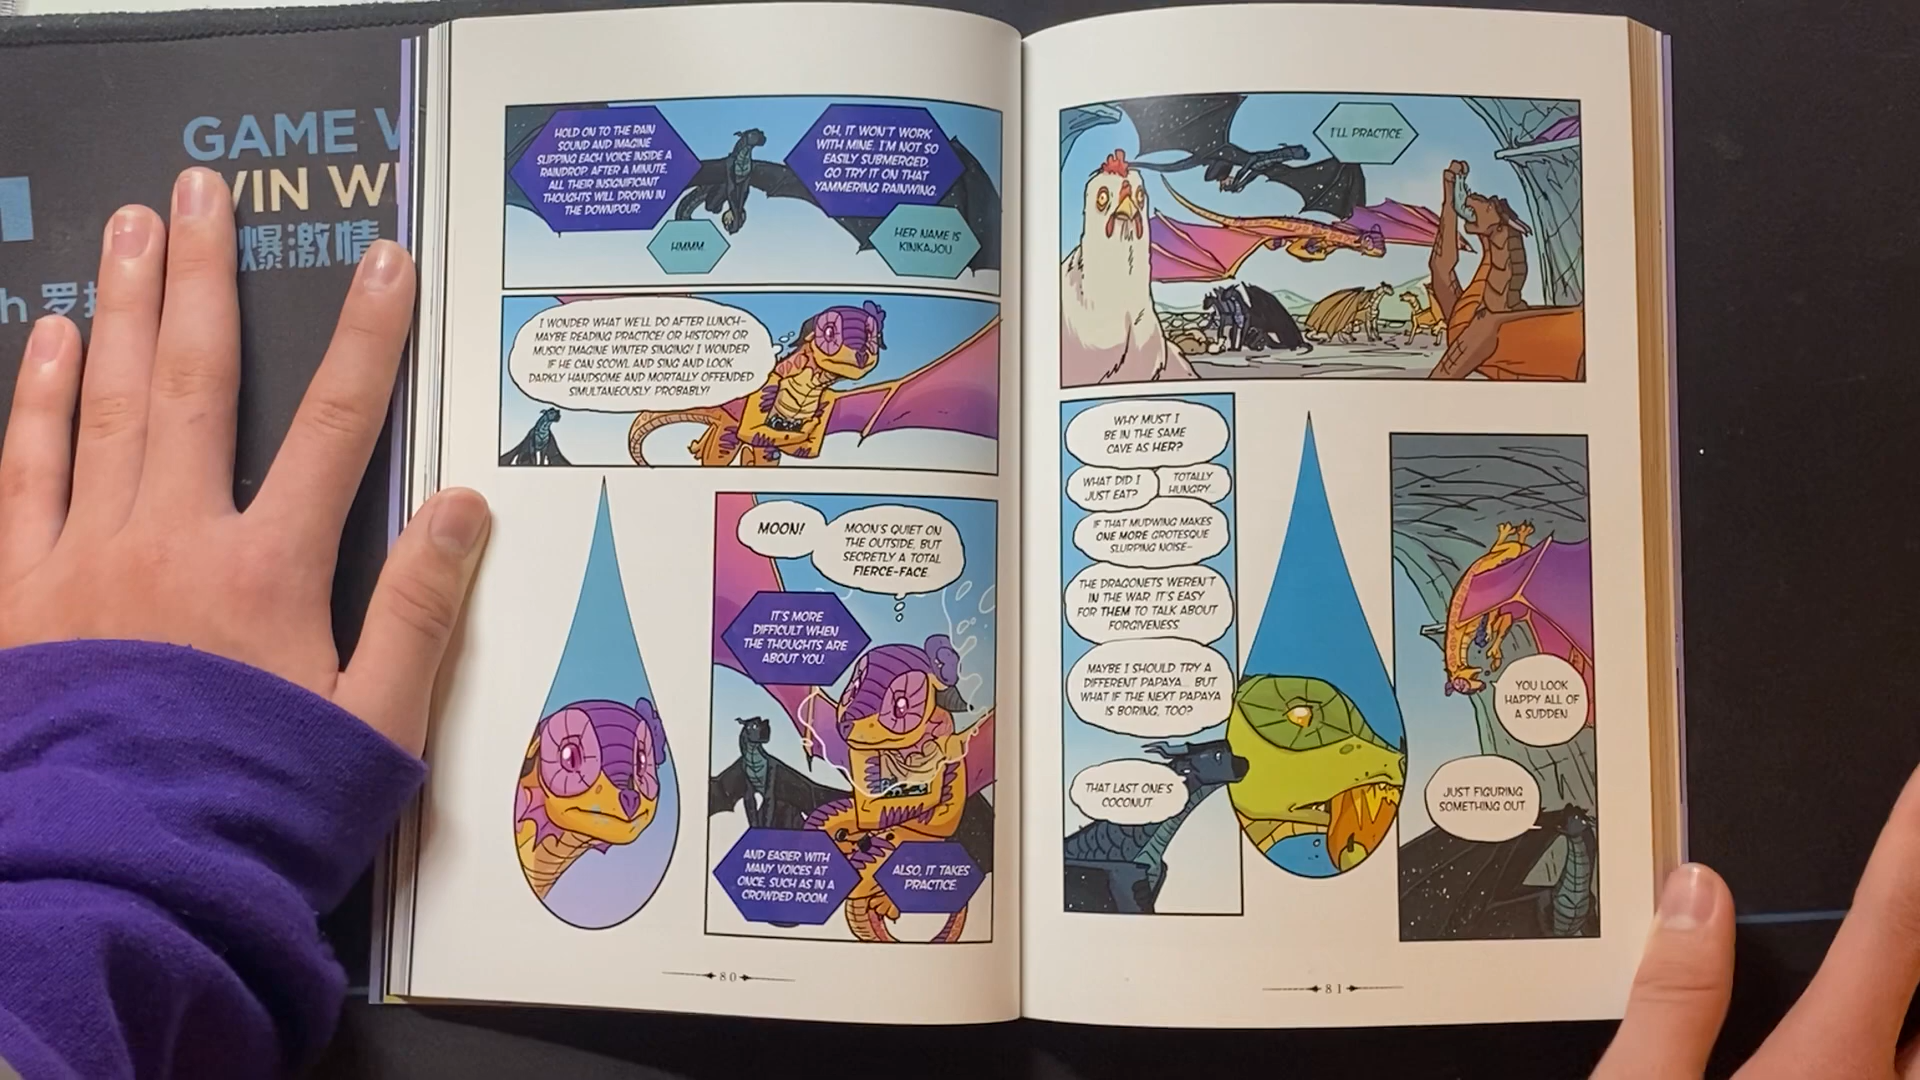 GAME
WIN WI
爆激情
h 罗
HOLD ON TO THE RAIN
SOUND AND IMAGINE
SLIPPING EACH VOICE INSIDE A
RAINDROP. AFTER A MINUTE,
ALL THEIR INSIGNIFICANT
THOUGHTS WILL DROWN IN
THE DOWNPOUR.
HMMM.
OH, IT WON'T WORK
WITH MINE. I'M NOT SO
EASILY SUBMERGED.
GO TRY IT ON THAT
YAMMERING RAINWING.
HER NAME IS
KINKAJOU.
I WONDER WHAT WE'LL DO AFTER LUNCH—
MAYBE READING PRACTICE! OR HISTORY! OR
MUSIC! IMAGINE WINTER SINGING! I WONDER
IF HE CAN SCOWL AND SING AND LOOK
DARKLY HANDSOME AND MORTALLY OFFENDED
SIMULTANEOUSLY. PROBABLY!
MOON!
MOON'S QUIET ON
THE OUTSIDE, BUT
SECRETLY A TOTAL
FIERCE-FACE.
IT'S MORE
DIFFICULT WHEN
THE THOUGHTS ARE
ABOUT YOU.
AND EASIER WITH
MANY VOICES AT
ONCE, SUCH AS IN A
CROWDED ROOM.
ALSO, IT TAKES
PRACTICE.
80
I'LL PRACTICE.
WHY MUST I
BE IN THE SAME
CAVE AS HER?
WHAT DID I
JUST EAT?
TOTALLY
HUNGRY...
IF THAT MUDWING MAKES
ONE MORE GROTESQUE
SLURPING NOISE—
THE DRAGONETS WEREN'T
IN THE WAR. IT'S EASY
FOR THEM TO TALK ABOUT
FORGIVENESS.
MAYBE I SHOULD TRY A
DIFFERENT PAPAYA... BUT
WHAT IF THE NEXT PAPAYA
IS BORING, TOO?
THAT LAST ONE'S
COCONUT.
YOU LOOK
HAPPY ALL OF
A SUDDEN.
JUST FIGURING
SOMETHING OUT.
81